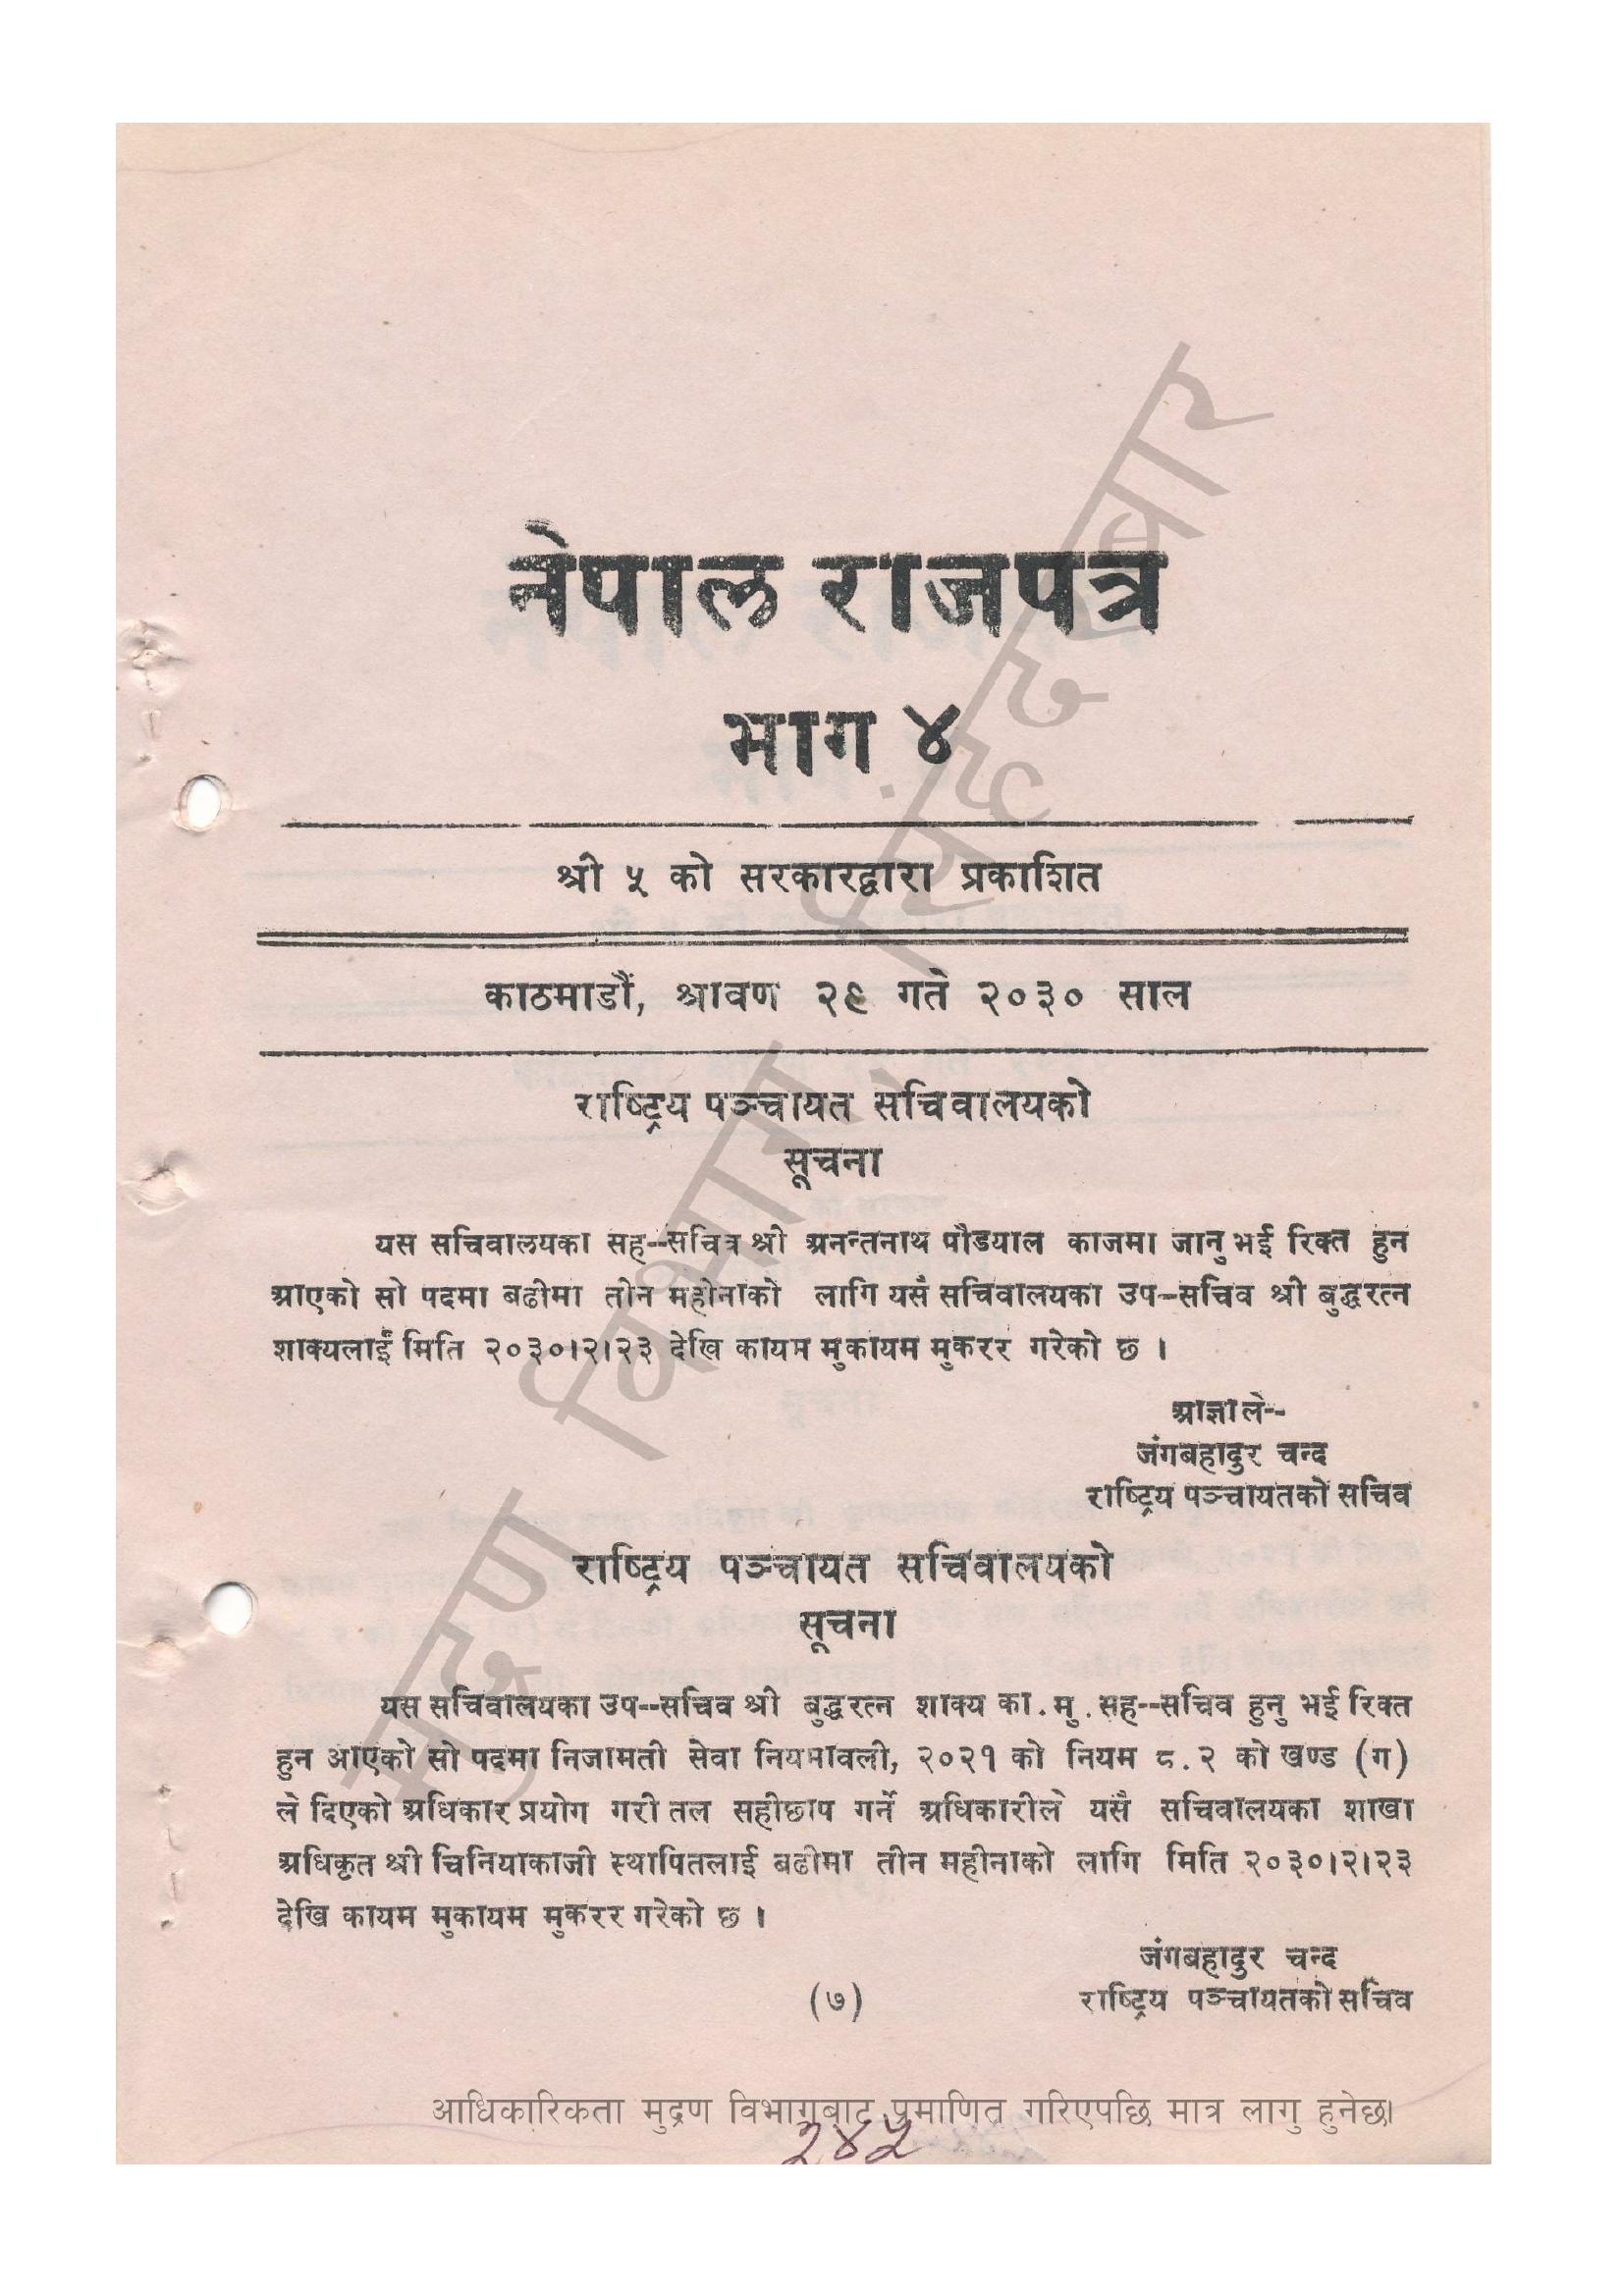 नेपाल राजपत्र
भाग ४
श्री ५ को सरकारद्वारा प्रकाशित
काठमाडौं, श्रावण २९ गते २०३० साल
राष्ट्रिय पञ्चायत सचिवालयको
सूचना
यस सचिवालयका सह--सचिव श्री अनन्तनाथ पौडयाल काजमा जानु भई रिक्त हुन
आएको सो पदमा बढीमा तीन महीनाको लागि यसै सचिवालयका उप-सचिव श्री बुद्धरत्न
शाक्यलाई मिति २०३०।२।२३ देखि कायम मुकायम मुकरर गरेको छ ।
आज्ञाले--
जंगबहादुर चन्द
राष्ट्रिय पञ्चायतको सचिव
राष्ट्रिय पञ्चायत सचिवालयको
सूचना
यस सचिवालयका उप--सचिव श्री बुद्धरत्न शाक्य का. मु. सह--सचिव हुनु भई रिक्त
हुन आएको सो पदमा निजामती सेवा नियमावली, २०२१ को नियम ८.२ को खण्ड (ग)
ले दिएको अधिकार प्रयोग गरी तल सहीछाप गर्ने अधिकारीले यसै सचिवालयका शाखा
अधिकृत श्री चिनियाकाजी स्थापितलाई बढीमा तीन महीनाको लागि मिति २०३०।२।२३
देखि कायम मुकायम मुकरर गरेको छ ।
जंगबहादुर चन्द
राष्ट्रिय पञ्चायतको सचिव
(७)
मुद्रण विभाग, सिंहदरबार
आधिकारिकता मुद्रण विभागबाट प्रमाणित गरिएपछि मात्र लागु हुनेछ।
२४५